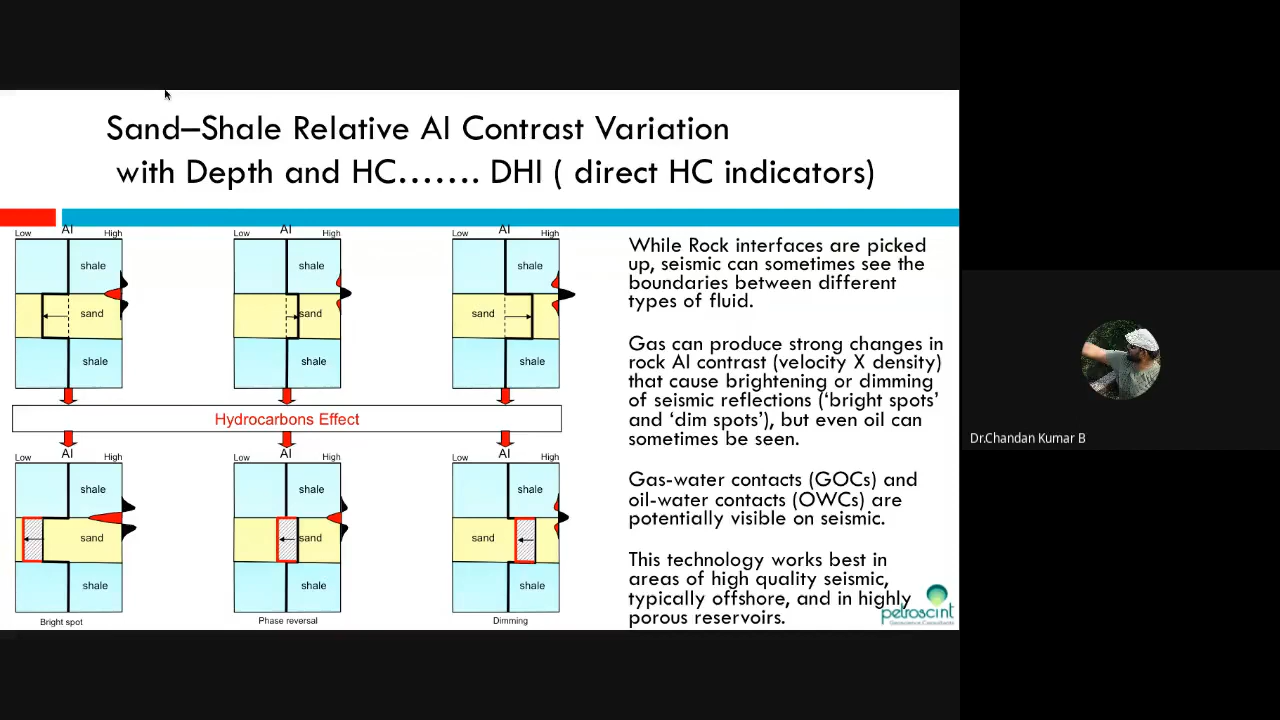 Sand–Shale Relative AI Contrast Variation
with Depth and HC……. DHI ( direct HC indicators)
Low AI High
shale
sand
shale
Low AI High
shale
sand
shale
Low AI High
shale
sand
shale
Hydrocarbons Effect
Low AI High
shale
sand
shale
Bright spot
Low AI High
shale
sand
shale
Phase reversal
Low AI High
shale
sand
shale
Dimming
While Rock interfaces are picked
up, seismic can sometimes see the
boundaries between different
types of fluid.
Gas can produce strong changes in
rock AI contrast (velocity X density)
that cause brightening or dimming
of seismic reflections (‘bright spots’
and ‘dim spots’), but even oil can
sometimes be seen.
Gas-water contacts (GOCs) and
oil-water contacts (OWCs) are
potentially visible on seismic.
This technology works best in
areas of high quality seismic,
typically offshore, and in highly
porous reservoirs.
petroscint
Geoscience Consultants
Dr.Chandan Kumar B